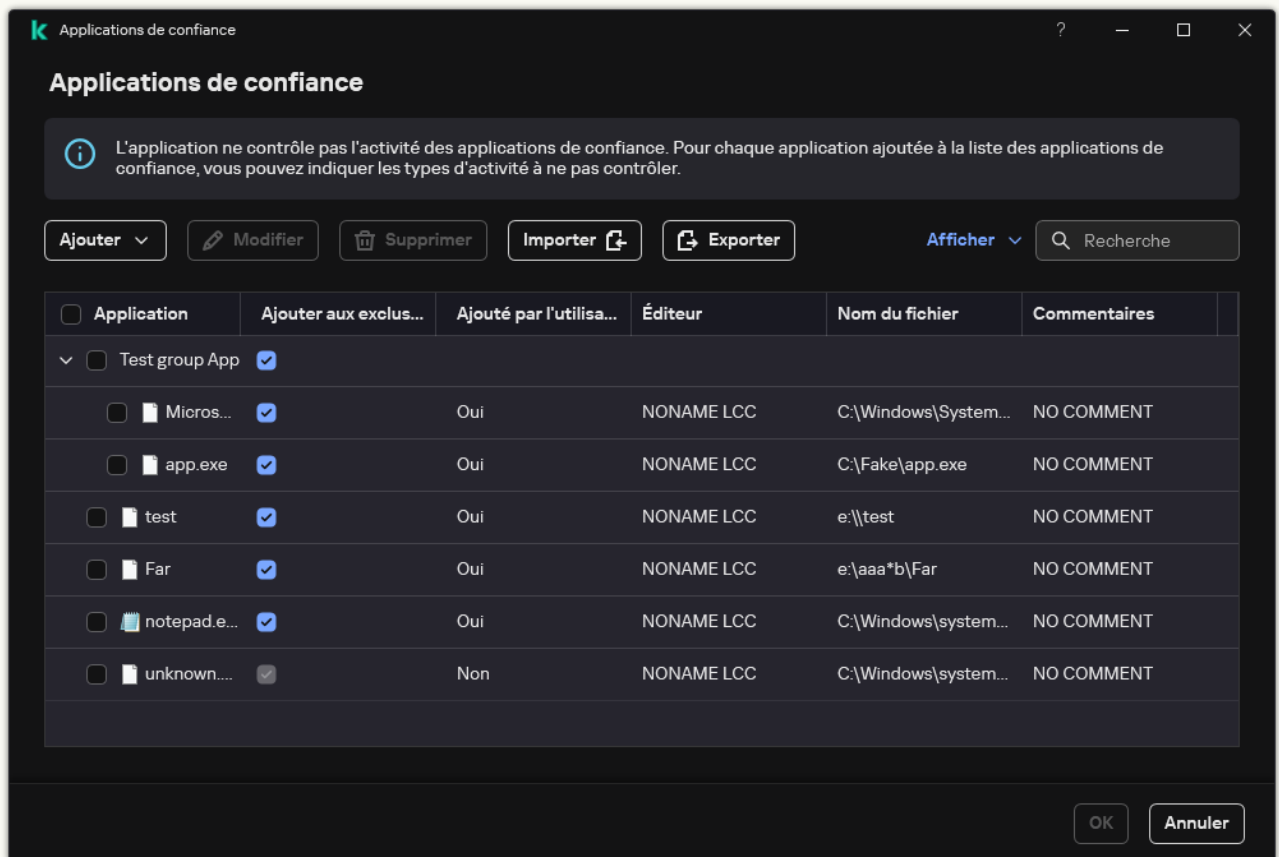 Applications de confiance
?
Applications de confiance
L'application ne contrôle pas l'activité des applications de confiance. Pour chaque application ajoutée à la liste des applications de
confiance, vous pouvez indiquer les types d'activité à ne pas contrôler.
Ajouter Modifier Supprimer Importer Exporter Afficher Recherche
Application Ajouter aux exclus... Ajouté par l'utilisa... Éditeur Nom du fichier Commentaires
Test group App
Micros... Oui NONAME LCC C:\Windows\System... NO COMMENT
app.exe Oui NONAME LCC C:\Fake\app.exe NO COMMENT
test Oui NONAME LCC e:\\test NO COMMENT
Far Oui NONAME LCC e:\aaa*b\Far NO COMMENT
notepad.e... Oui NONAME LCC C:\Windows\system... NO COMMENT
unknown.... Non NONAME LCC C:\Windows\system... NO COMMENT
OK Annuler